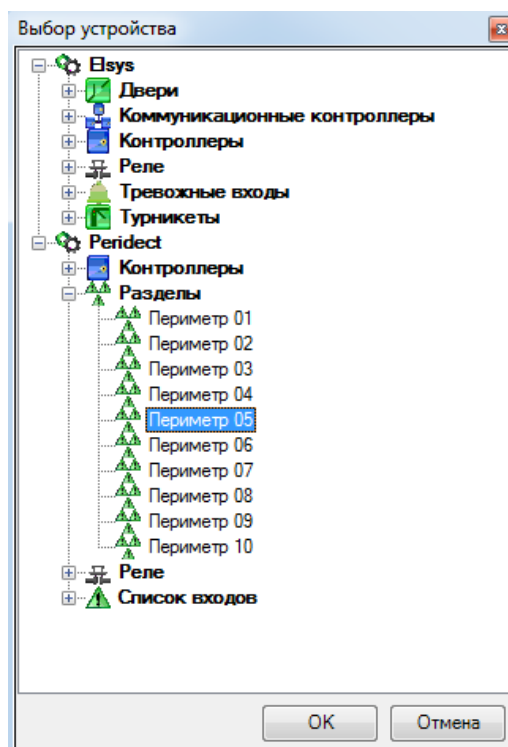 Выбор устройства
Elsys
Двери
Коммуникационные контроллеры
Контроллеры
Реле
Тревожные входы
Турникеты
Peridect
Контроллеры
Разделы
Периметр 01
Периметр 02
Периметр 03
Периметр 04
Периметр 05
Периметр 06
Периметр 07
Периметр 08
Периметр 09
Периметр 10
Реле
Список входов
OK
Отмена